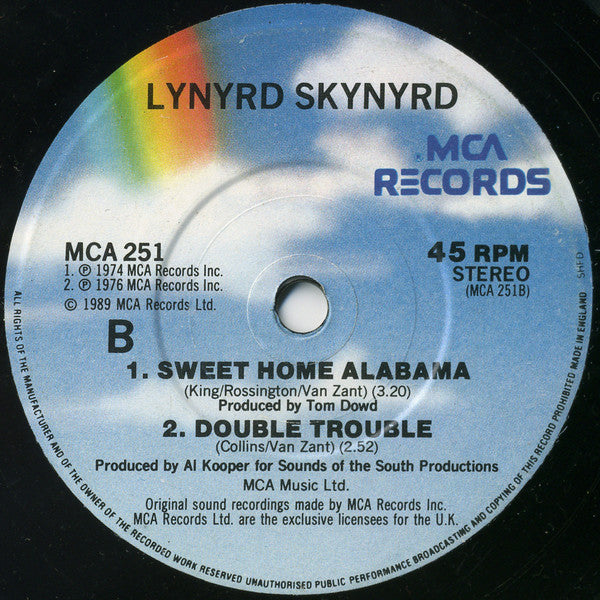 LYNYRD SKYNYRD
MCA
RECORDS
MCA 251
1. ℗ 1974 MCA Records Inc.
2. ℗ 1976 MCA Records Inc.
© 1989 MCA Records Ltd.
45 RPM
STEREO
(MCA 251B)
B
1. SWEET HOME ALABAMA
(King/Rossington/Van Zant) (3.20)
Produced by Tom Dowd
2. DOUBLE TROUBLE
(Collins/Van Zant) (2.52)
Produced by Al Kooper for Sounds of the South Productions
MCA Music Ltd.
Original sound recordings made by MCA Records Inc.
MCA Records Ltd. are the exclusive licensees for the U.K.
ALL RIGHTS OF THE MANUFACTURER AND OF THE OWNER OF THE RECORDED WORK RESERVED UNAUTHORISED PUBLIC PERFORMANCE BROADCASTING AND COPYING OF THIS RECORD PROHIBITED MADE IN ENGLAND
SHED